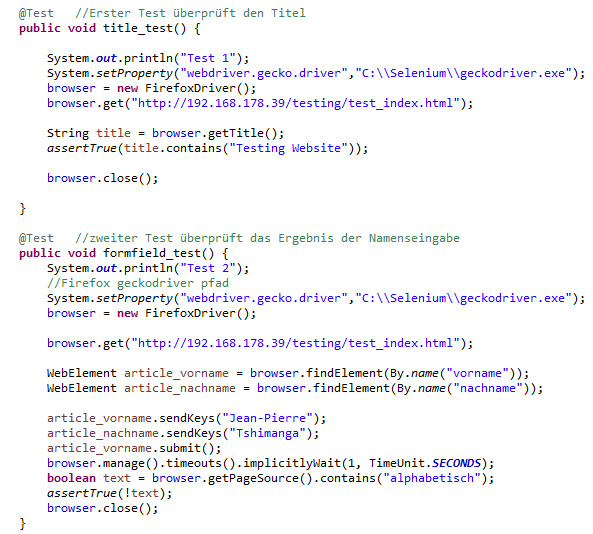 @Test   //Erster Test überprüft den Titel
public void title_test() {
System.out.println("Test 1");
System.setProperty("webdriver.gecko.driver","C:\\Selenium\\geckodriver.exe");
browser = new FirefoxDriver();
browser.get("http://192.168.178.39/testing/test_index.html");
String title = browser.getTitle();
assertTrue(title.contains("Testing Website"));
browser.close();
}
@Test   //zweiter Test überprüft das Ergebnis der Namenseingabe
public void formfield_test() {
System.out.println("Test 2");
//Firefox geckodriver pfad
System.setProperty("webdriver.gecko.driver","C:\\Selenium\\geckodriver.exe");
browser = new FirefoxDriver();
browser.get("http://192.168.178.39/testing/test_index.html");
WebElement article_vorname = browser.findElement(By.name("vorname"));
WebElement article_nachname = browser.findElement(By.name("nachname"));
article_vorname.sendKeys("Jean-Pierre");
article_nachname.sendKeys("Tshimanga");
article_vorname.submit();
browser.manage().timeouts().implicitlyWait(1, TimeUnit.SECONDS);
boolean text = browser.getPageSource().contains("alphabetisch");
assertTrue(!text);
browser.close();
}